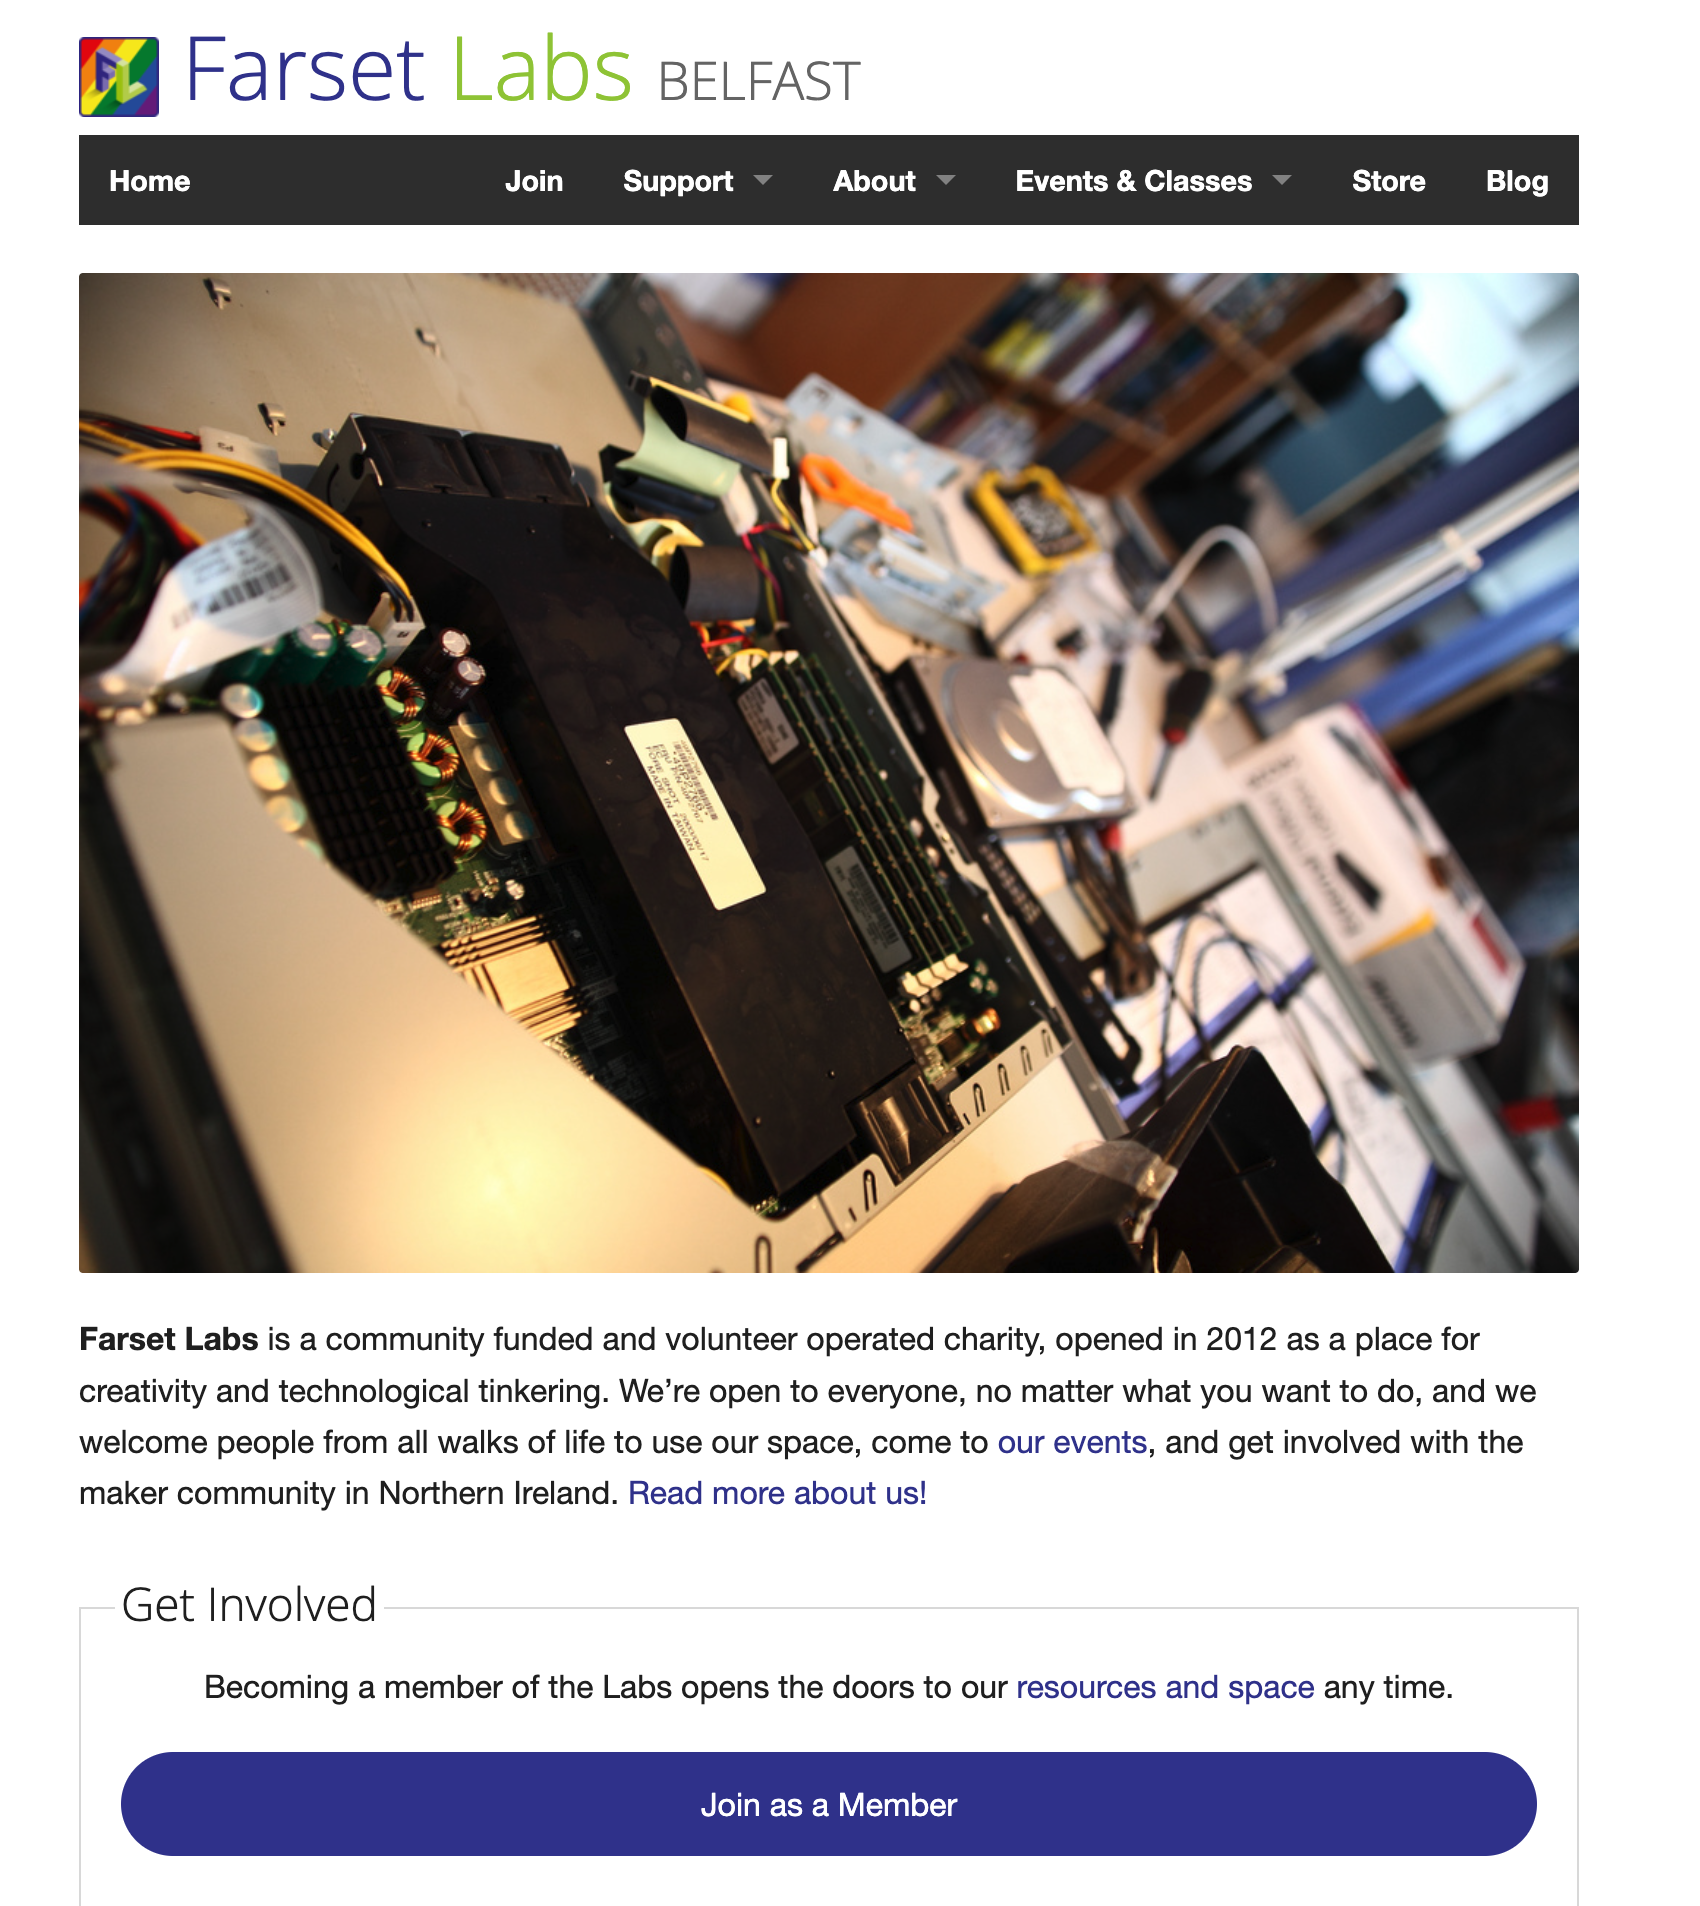 Farset Labs BELFAST
Home Join Support About Events & Classes Store Blog
MADE IN TAIWAN
Farset Labs is a community funded and volunteer operated charity, opened in 2012 as a place for
creativity and technological tinkering. We’re open to everyone, no matter what you want to do, and we
welcome people from all walks of life to use our space, come to our events, and get involved with the
maker community in Northern Ireland. Read more about us!
Get Involved
Becoming a member of the Labs opens the doors to our resources and space any time.
Join as a Member